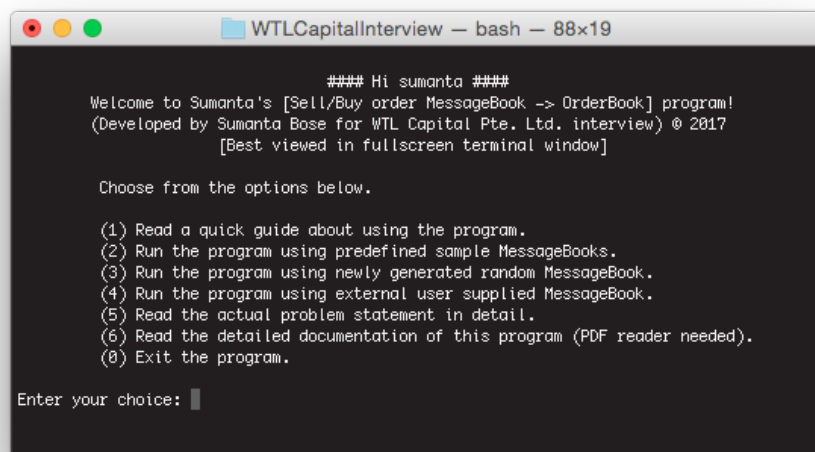 WTLCapitalInterview — bash — 88×19
#### Hi sumanta ####
Welcome to Sumanta's [Sell/Buy order MessageBook -> OrderBook] program!
(Developed by Sumanta Bose for WTL Capital Pte. Ltd. interview) © 2017
[Best viewed in fullscreen terminal window]
Choose from the options below.
(1) Read a quick guide about using the program.
(2) Run the program using predefined sample MessageBooks.
(3) Run the program using newly generated random MessageBook.
(4) Run the program using external user supplied MessageBook.
(5) Read the actual problem statement in detail.
(6) Read the detailed documentation of this program (PDF reader needed).
(0) Exit the program.
Enter your choice: